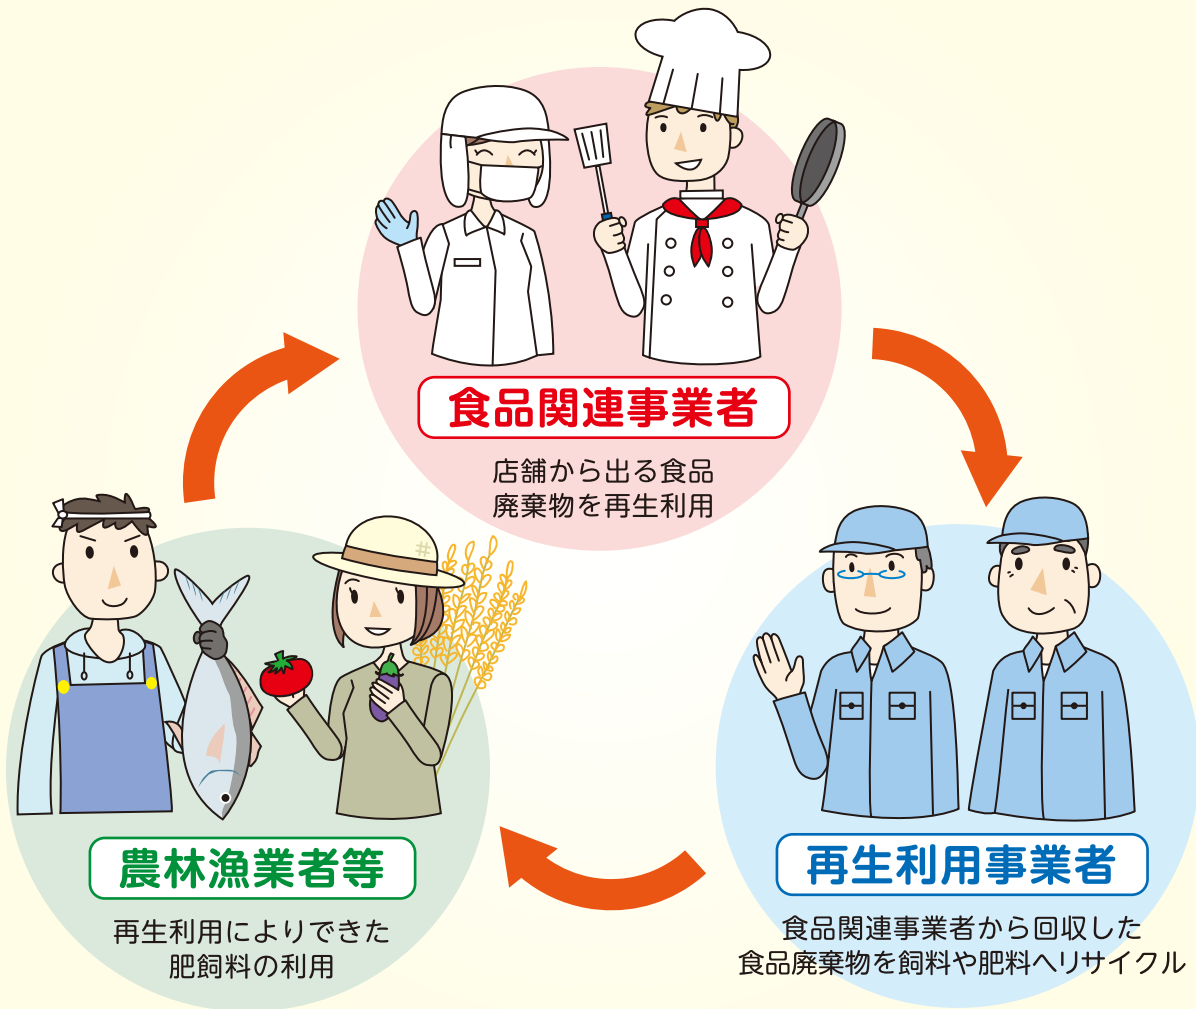 食品関連事業者
店舗から出る食品
廃棄物を再生利用
農林漁業者等
再生利用によりできた
肥飼料の利用
再生利用事業者
食品関連事業者から回収した
食品廃棄物を飼料や肥料へリサイクル